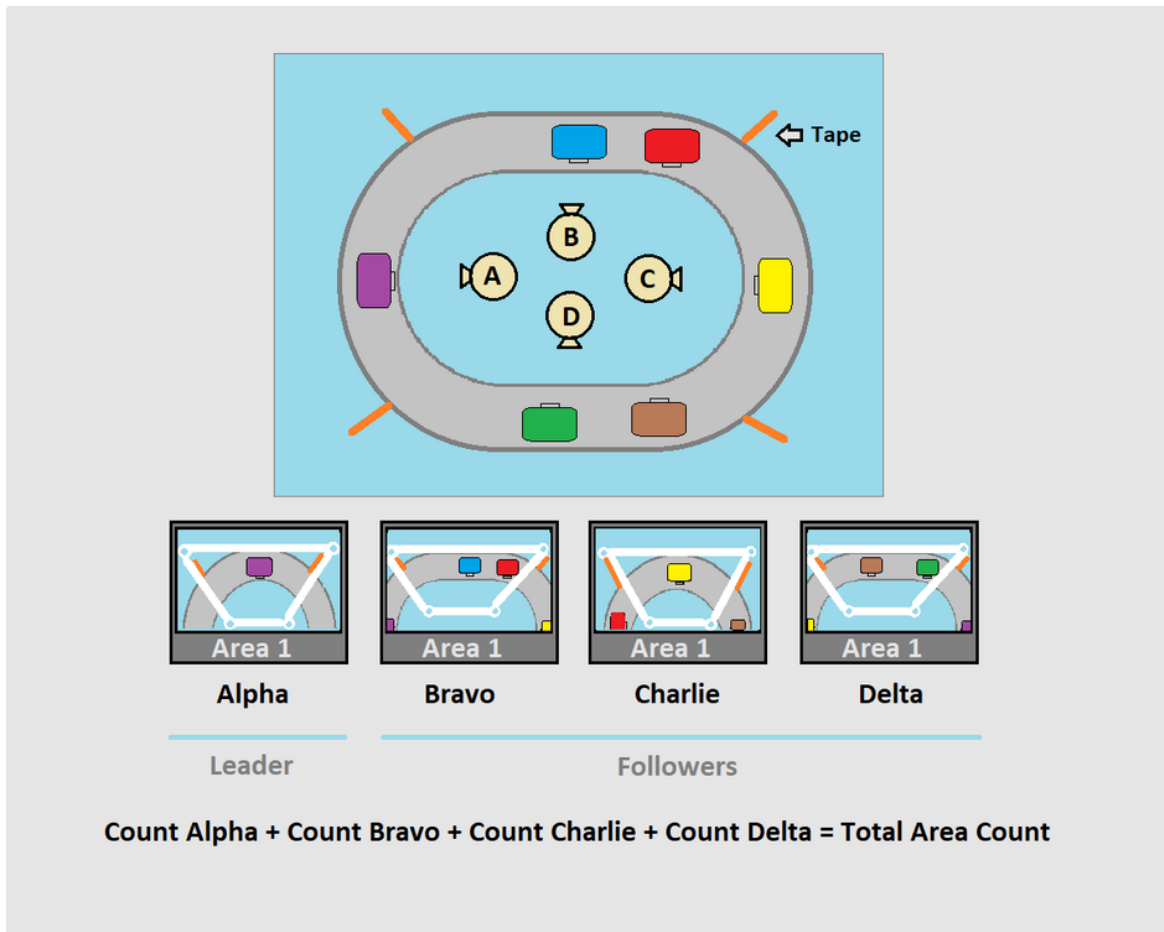 Tape
B
A
C
D
Area 1
Area 1
Area 1
Area 1
Alpha
Bravo
Charlie
Delta
Leader
Followers
Count Alpha + Count Bravo + Count Charlie + Count Delta = Total Area Count